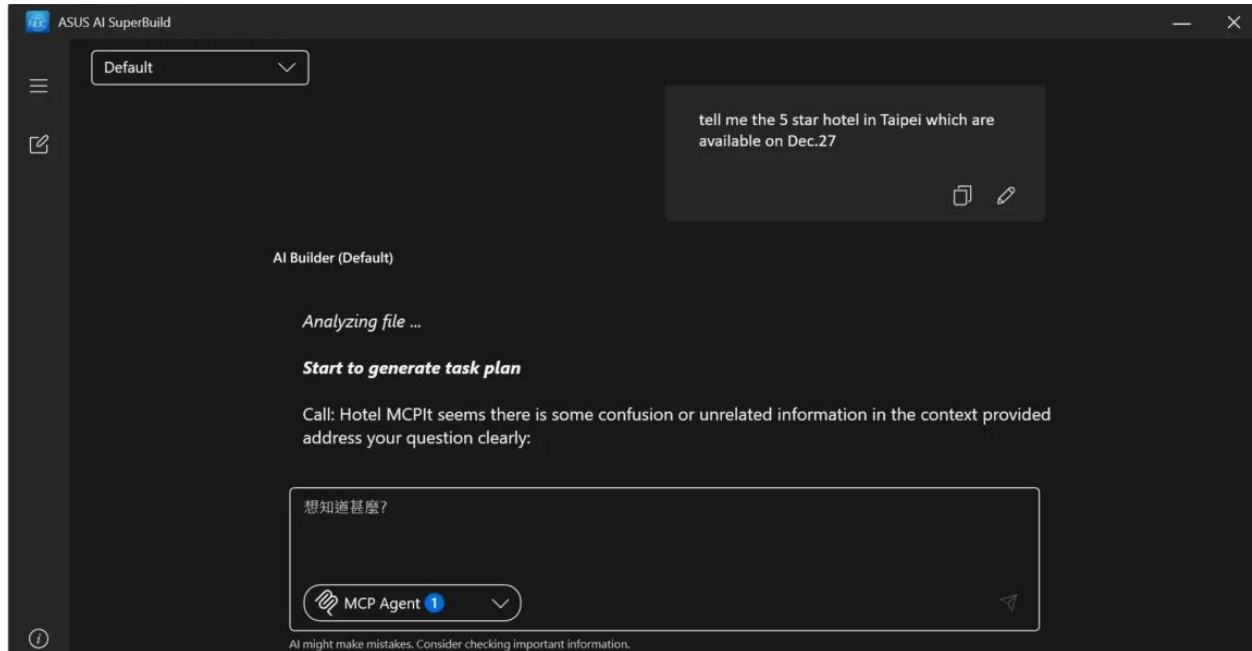 ASUS AI SuperBuild
Default
tell me the 5 star hotel in Taipei which are
available on Dec.27
AI Builder (Default)
Analyzing file ...
Start to generate task plan
Call: Hotel MCPIt seems there is some confusion or unrelated information in the context provided
address your question clearly:
想知道甚麼?
MCP Agent 1
AI might make mistakes. Consider checking important information.